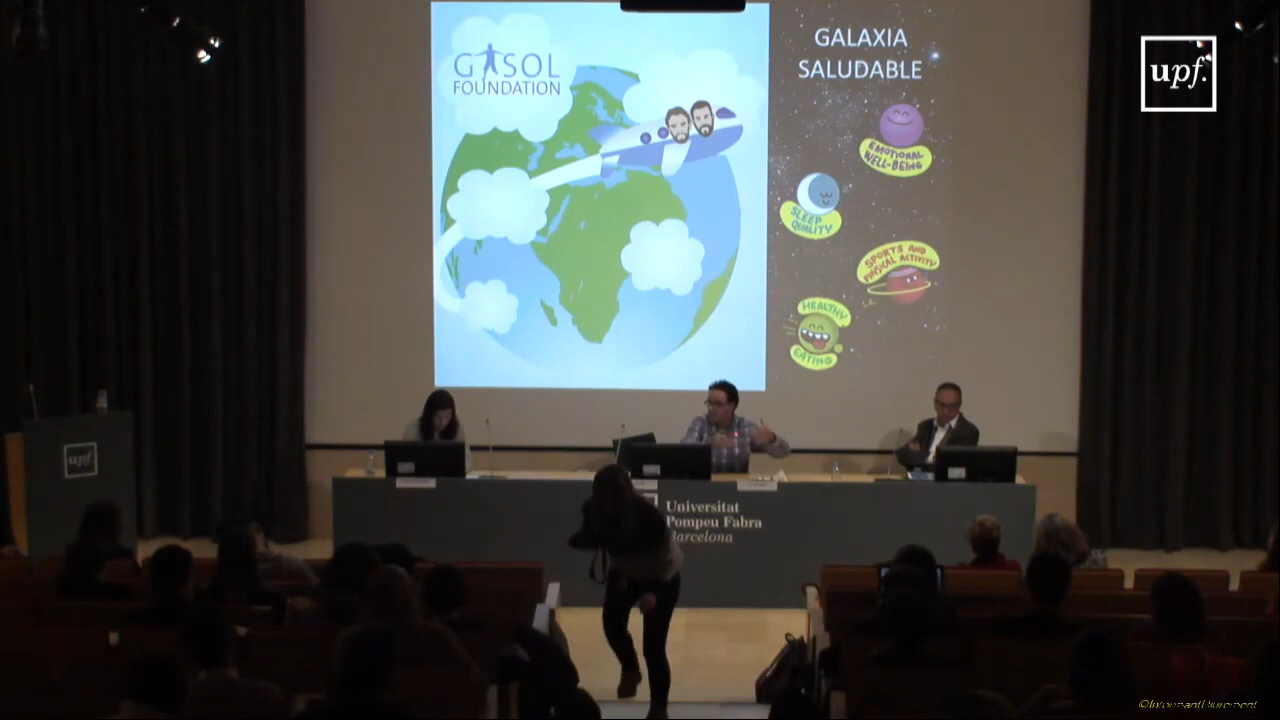 GASOL
FOUNDATION
GALAXIA
SALUDABLE
EMOTIONAL
WELL-BEING
SLEEP
QUALITY
SPORTS AND
PHYSICAL ACTIVITY
HEALTHY
EATING
upf.
upf.
Universitat
Pompeu Fabra
Barcelona